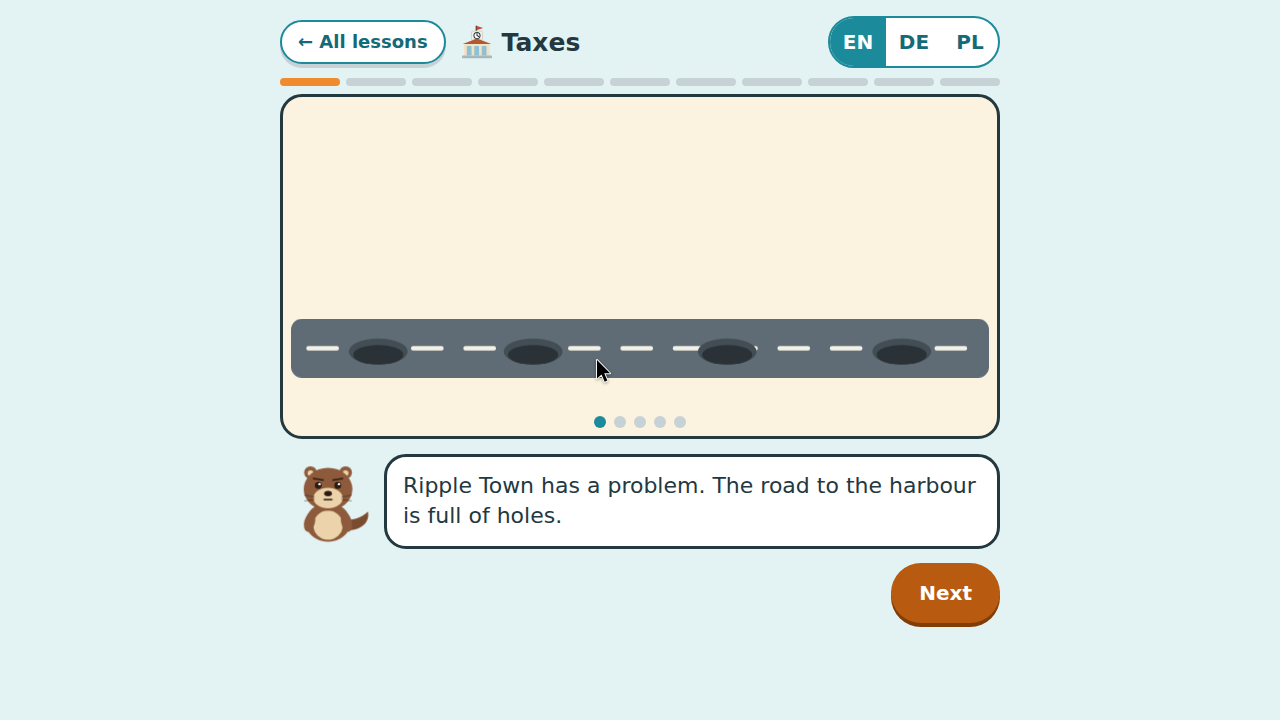 ← All lessons
Taxes
EN DE PL
Ripple Town has a problem. The road to the harbour
is full of holes.
Next